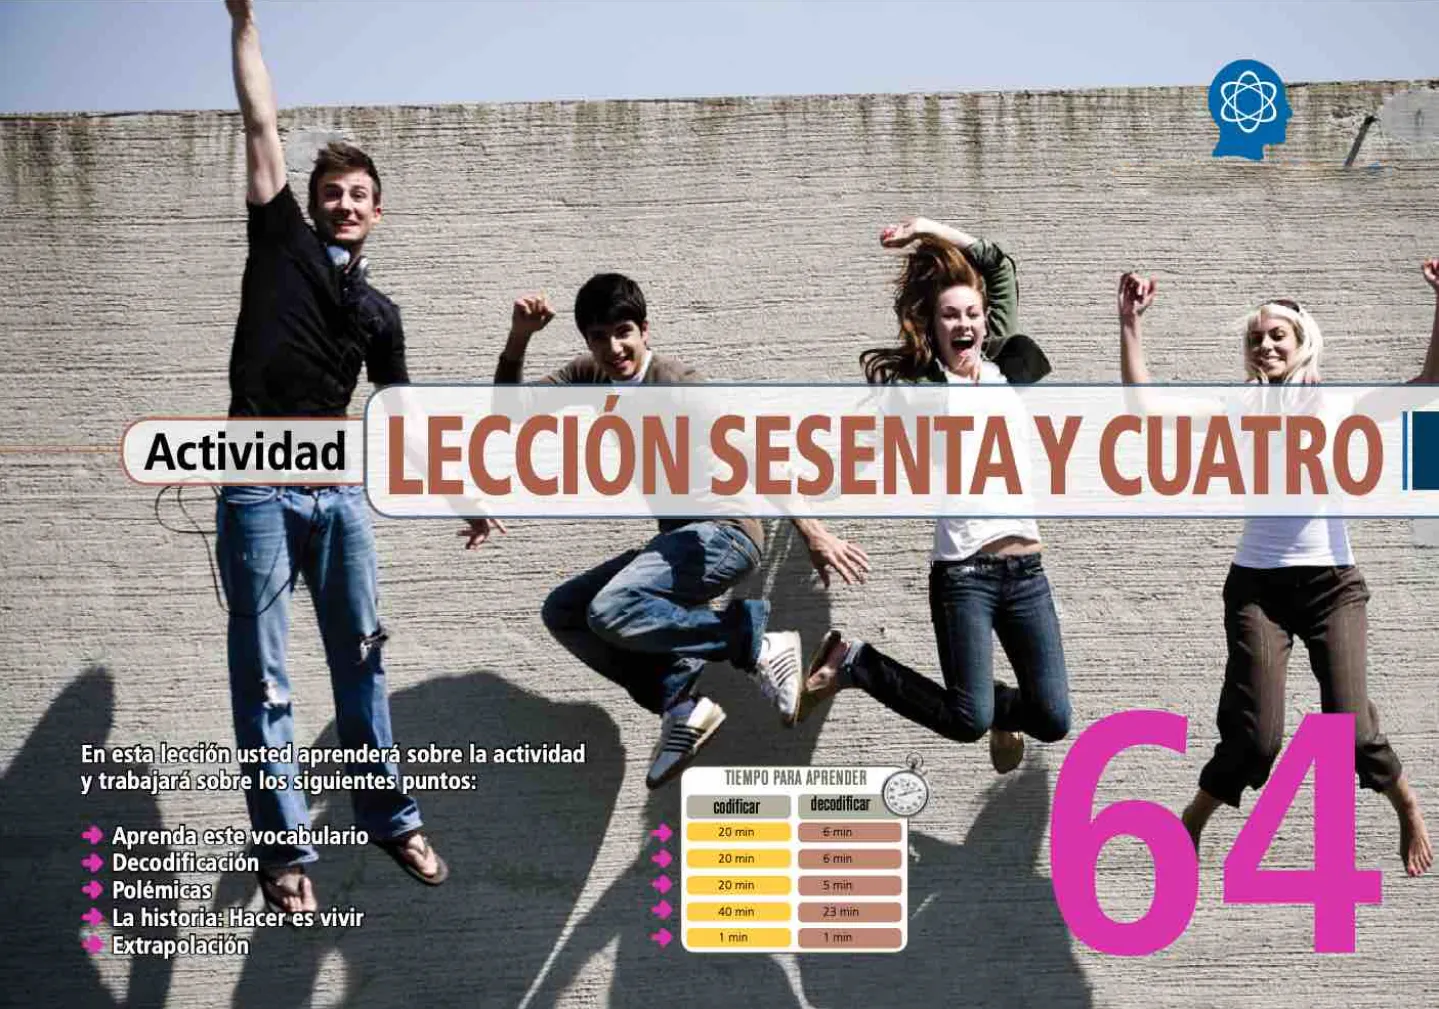 Actividad
LECCIÓN SESENTA Y CUATRO
En esta lección usted aprenderá sobre la actividad
y trabajará sobre los siguientes puntos:
Aprenda este vocabulario
Decodificación
Polémicas
La historia: Hacer es vivir
Extrapolación
TIEMPO PARA APRENDER
codificar decodificar
20 min 6 min
20 min 6 min
20 min 5 min
40 min 23 min
1 min 1 min
64